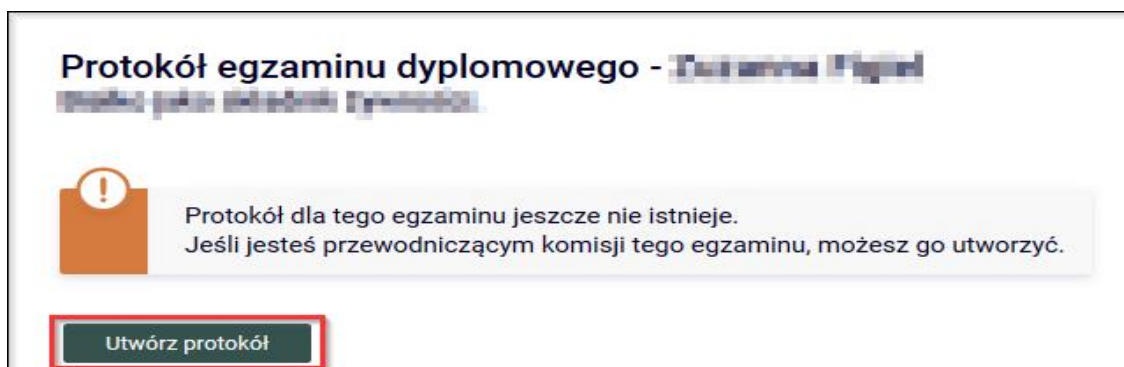 Protokół egzaminu dyplomowego -
Protokół dla tego egzaminu jeszcze nie istnieje.
Jeśli jesteś przewodniczącym komisji tego egzaminu, możesz go utworzyć.
Utwórz protokół